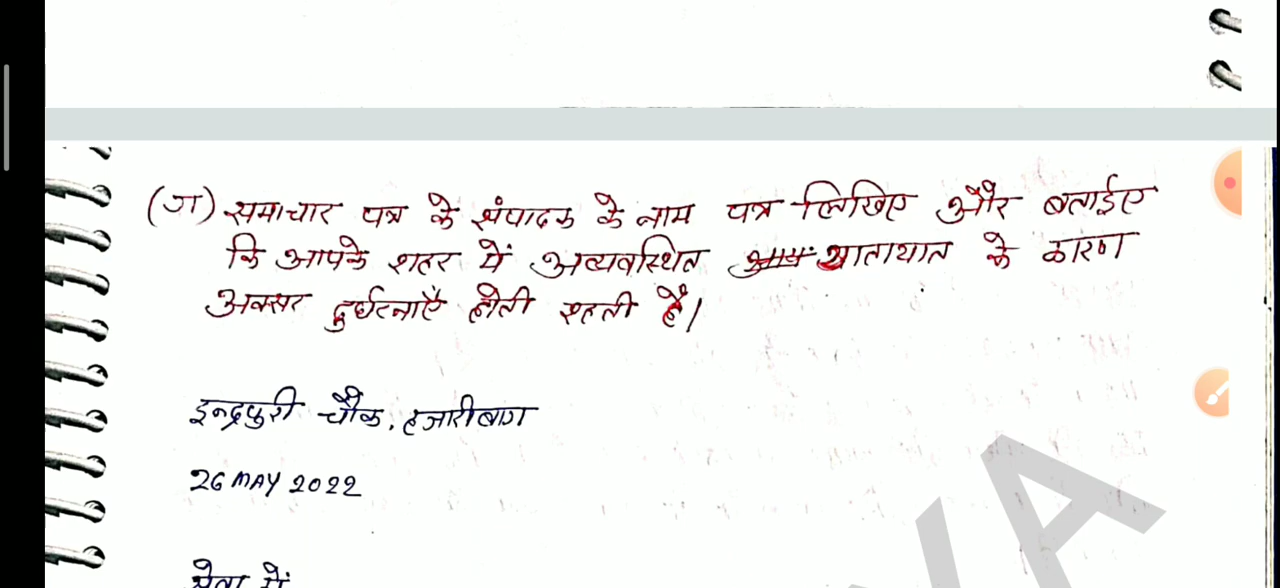 (ज) समाचार पत्र के संपादक के नाम पत्र लिखिए और बताईए
कि आपके शहर में अव्यवस्थित यातायात के कारण
अक्सर दुर्घटनाएँ होती रहती हैं।
इन्द्रपुरी चौक, हजारीबाग
26 MAY 2022
सेवा में